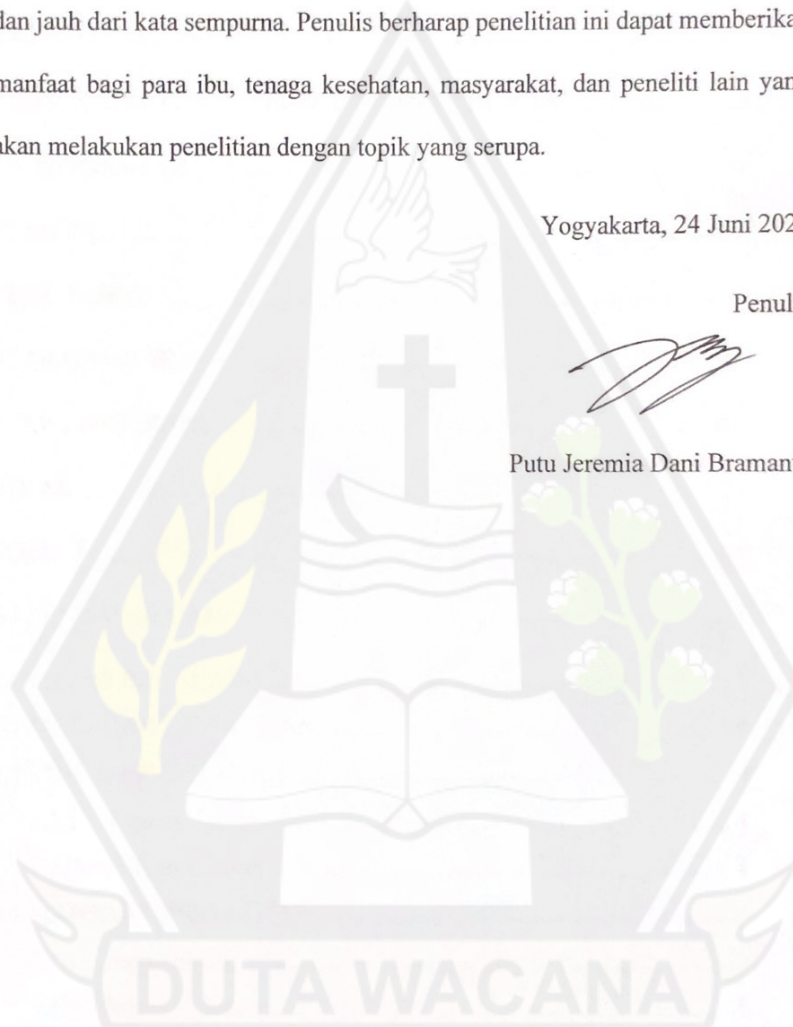 dan jauh dari kata sempurna. Penulis berharap penelitian ini dapat memberika
manfaat bagi para ibu, tenaga kesehatan, masyarakat, dan peneliti lain yan
akan melakukan penelitian dengan topik yang serupa.
Yogyakarta, 24 Juni 202
Penul
Putu Jeremia Dani Braman
DUTA WACANA